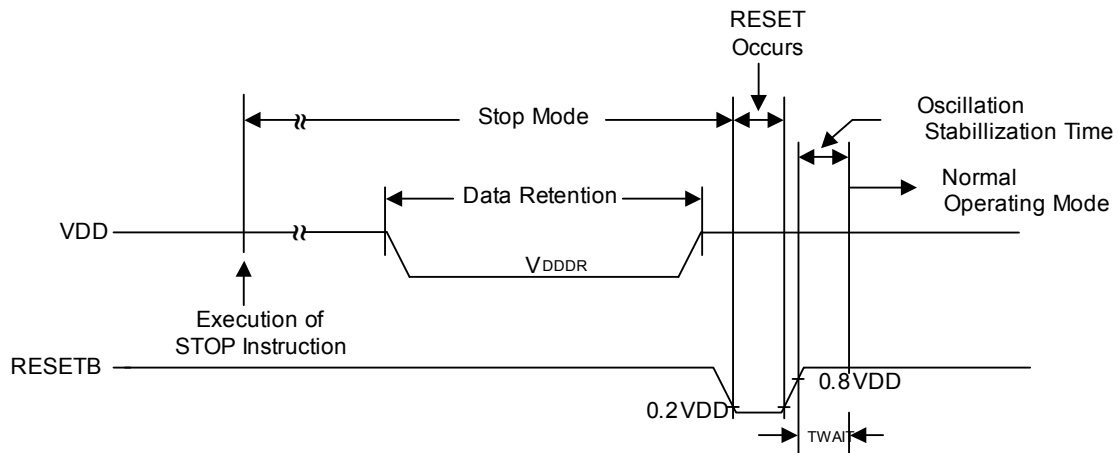 RESET
Occurs
Stop Mode
Oscillation
Stabillization Time
Data Retention
Normal
Operating Mode
VDD
VDDDR
Execution of
STOP Instruction
RESETB
0.8VDD
0.2VDD
TWAIT